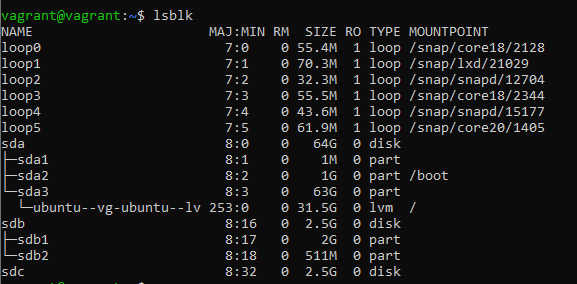 vagrant@vagrant:~$ lsblk
NAME                      MAJ:MIN RM  SIZE RO TYPE MOUNTPOINT
loop0                       7:0    0 55.4M  1 loop /snap/core18/2128
loop1                       7:1    0 70.3M  1 loop /snap/lxd/21029
loop2                       7:2    0 32.3M  1 loop /snap/snapd/12704
loop3                       7:3    0 55.5M  1 loop /snap/core18/2344
loop4                       7:4    0 43.6M  1 loop /snap/snapd/15177
loop5                       7:5    0 61.9M  1 loop /snap/core20/1405
sda                         8:0    0   64G  0 disk
├─sda1                      8:1    0    1M  0 part
├─sda2                      8:2    0    1G  0 part /boot
└─sda3                      8:3    0   63G  0 part
  └─ubuntu--vg-ubuntu--lv 253:0    0 31.5G  0 lvm  /
sdb                         8:16   0  2.5G  0 disk
├─sdb1                      8:17   0    2G  0 part
└─sdb2                      8:18   0  511M  0 part
sdc                         8:32   0  2.5G  0 disk